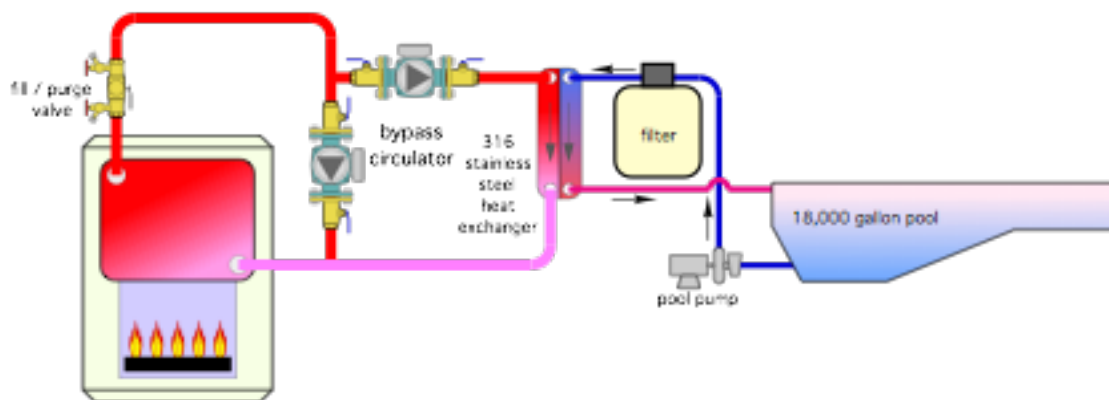 fill / purge
valve
bypass
circulator
316
stainless
steel
heat
exchanger
filter
18,000 gallon pool
pool pump